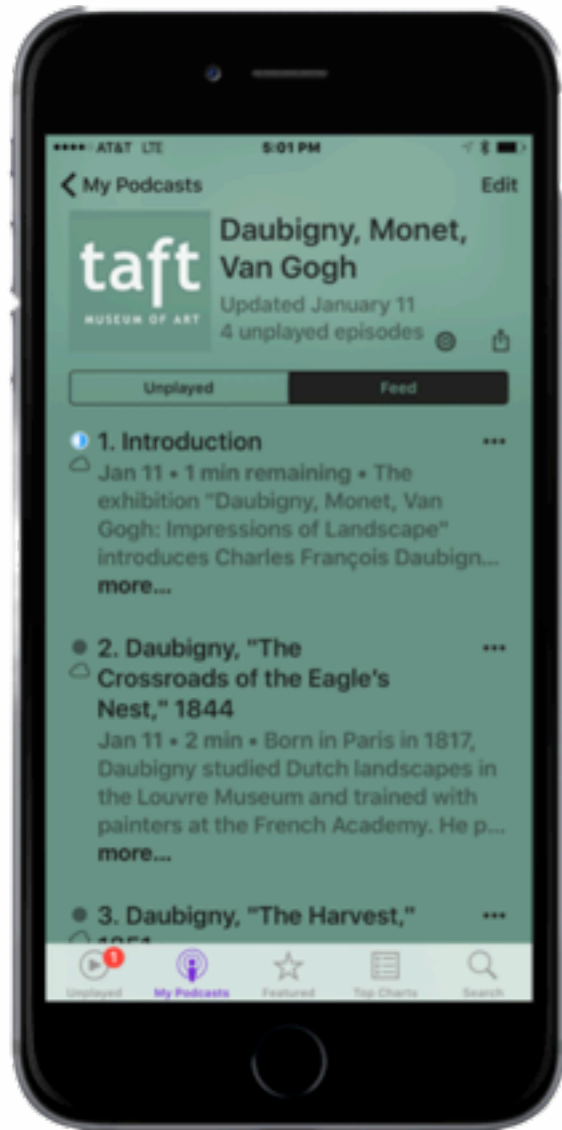 AT&T LTE 5:01 PM
My Podcasts Edit
taft
MUSEUM OF ART
Daubigny, Monet,
Van Gogh
Updated January 11
4 unplayed episodes
Unplayed Feed
1. Introduction
Jan 11 • 1 min remaining • The
exhibition "Daubigny, Monet, Van
Gogh: Impressions of Landscape"
introduces Charles François Daubign...
more...
2. Daubigny, "The
Crossroads of the Eagle's
Nest," 1844
Jan 11 • 2 min • Born in Paris in 1817,
Daubigny studied Dutch landscapes in
the Louvre Museum and trained with
painters at the French Academy. He p...
more...
3. Daubigny, "The Harvest,"
1851
1
Unplayed My Podcasts Featured Top Charts Search